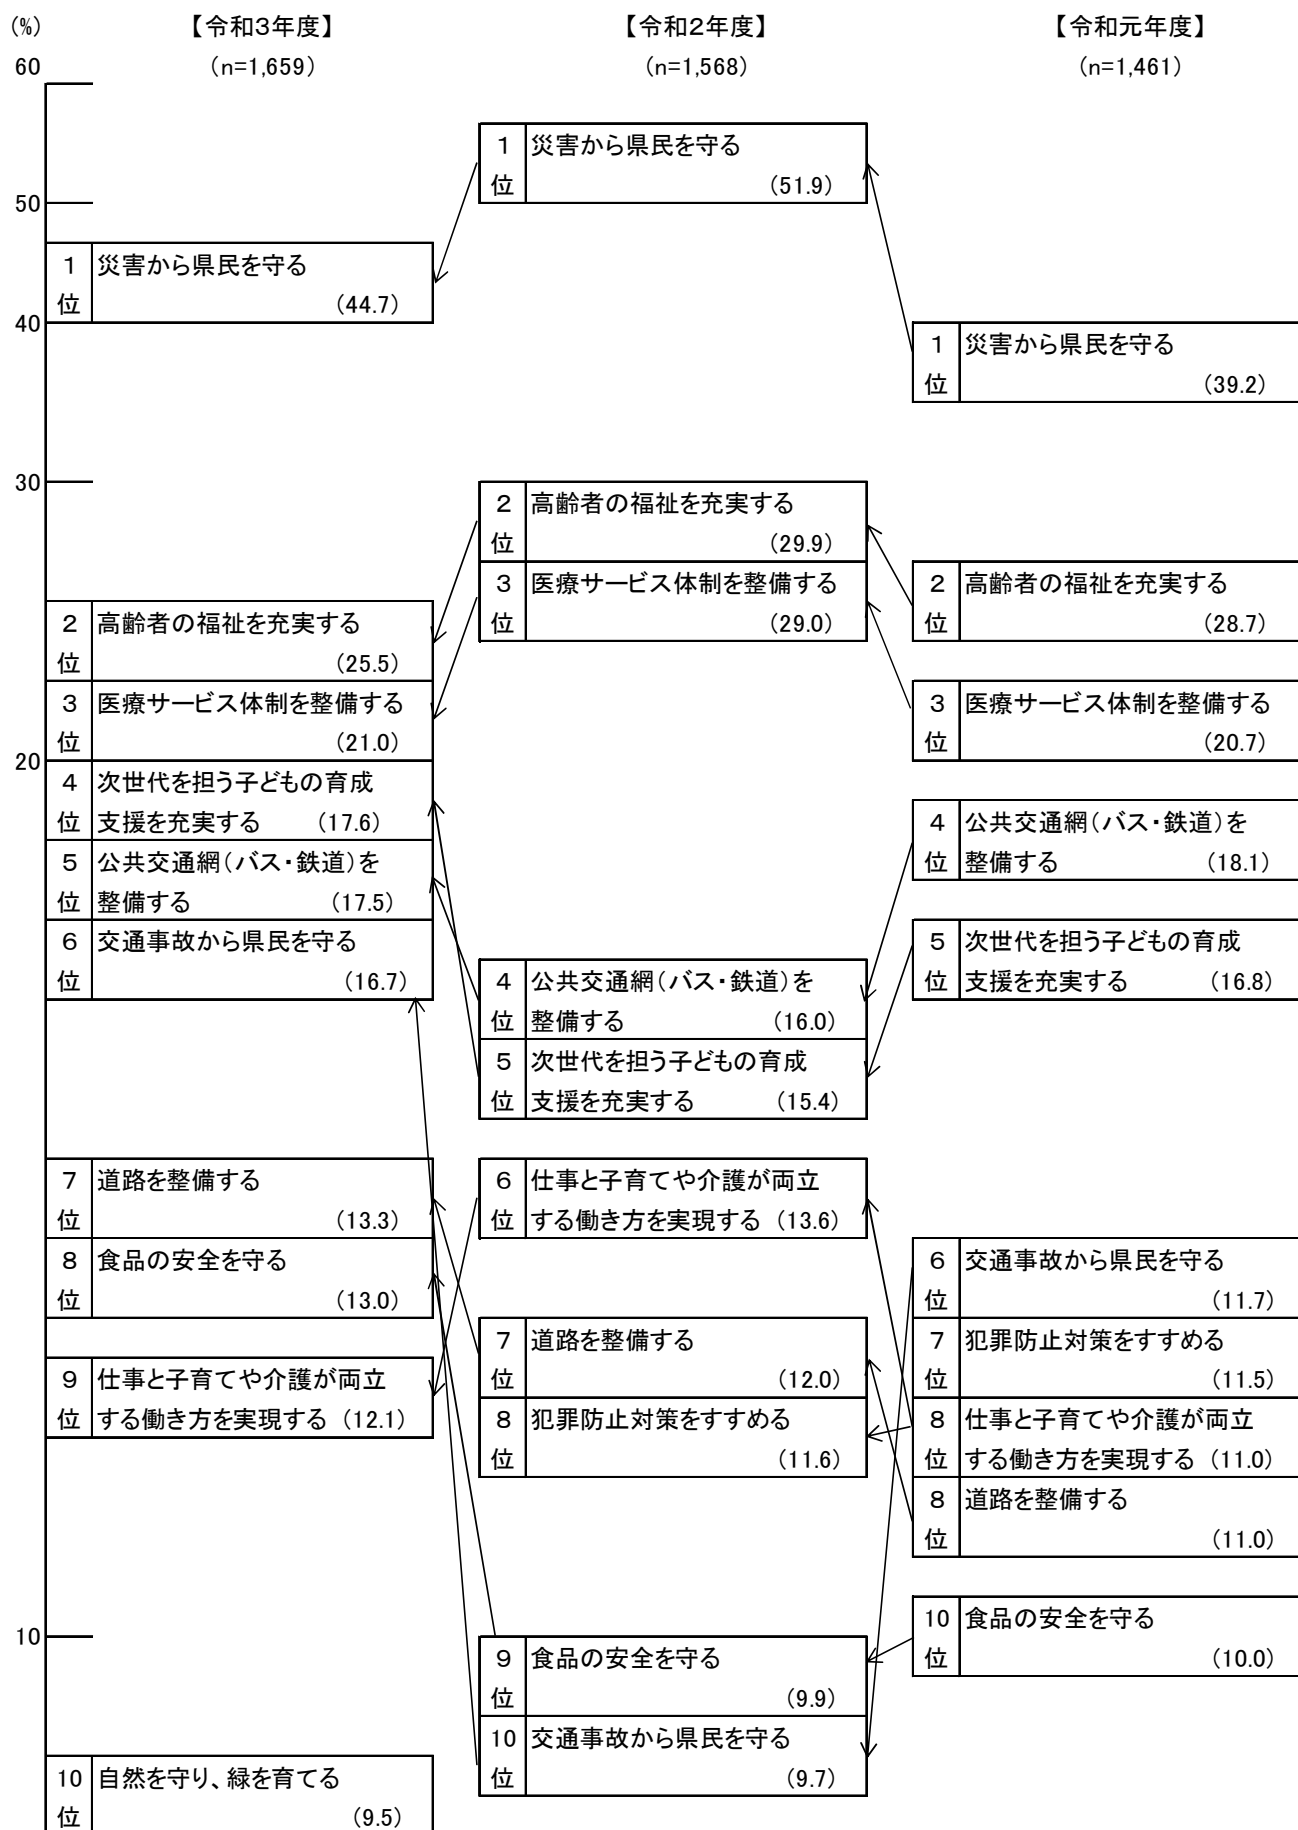 (%)
【令和3年度】
【令和2年度】
【令和元年度】
60
（n=1,659）
（n=1,568）
（n=1,461）
50
40
30
20
10
1位
災害から県民を守る
（44.7）
2位
高齢者の福祉を充実する
（25.5）
3位
医療サービス体制を整備する
（21.0）
4位
次世代を担う子どもの育成
支援を充実する （17.6）
5位
公共交通網（バス・鉄道）を
整備する （17.5）
6位
交通事故から県民を守る
（16.7）
7位
道路を整備する
（13.3）
8位
食品の安全を守る
（13.0）
9位
仕事と子育てや介護が両立
する働き方を実現する （12.1）
10位
自然を守り、緑を育てる
（9.5）
1位
災害から県民を守る
（51.9）
2位
高齢者の福祉を充実する
（29.9）
3位
医療サービス体制を整備する
（29.0）
4位
公共交通網（バス・鉄道）を
整備する （16.0）
5位
次世代を担う子どもの育成
支援を充実する （15.4）
6位
仕事と子育てや介護が両立
する働き方を実現する （13.6）
7位
道路を整備する
（12.0）
8位
犯罪防止対策をすすめる
（11.6）
9位
食品の安全を守る
（9.9）
10位
交通事故から県民を守る
（9.7）
1位
災害から県民を守る
（39.2）
2位
高齢者の福祉を充実する
（28.7）
3位
医療サービス体制を整備する
（20.7）
4位
公共交通網（バス・鉄道）を
整備する （18.1）
5位
次世代を担う子どもの育成
支援を充実する （16.8）
6位
交通事故から県民を守る
（11.7）
7位
犯罪防止対策をすすめる
（11.5）
8位
仕事と子育てや介護が両立
する働き方を実現する （11.0）
8位
道路を整備する
（11.0）
10位
食品の安全を守る
（10.0）